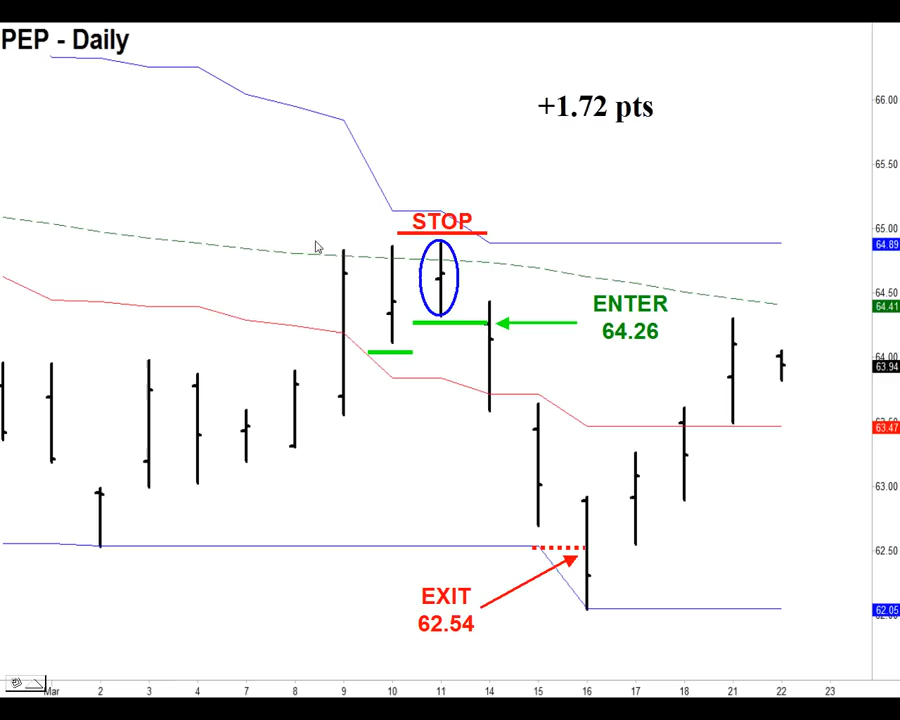 PEP - Daily
+1.72 pts
66.00
65.50
65.00
64.89
STOP
64.50
ENTER
64.41
64.26
64.00
63.94
63.47
63.00
62.50
EXIT
62.54
62.05
Mar 2 3 4 7 8 9 10 11 14 15 16 17 18 21 22 23